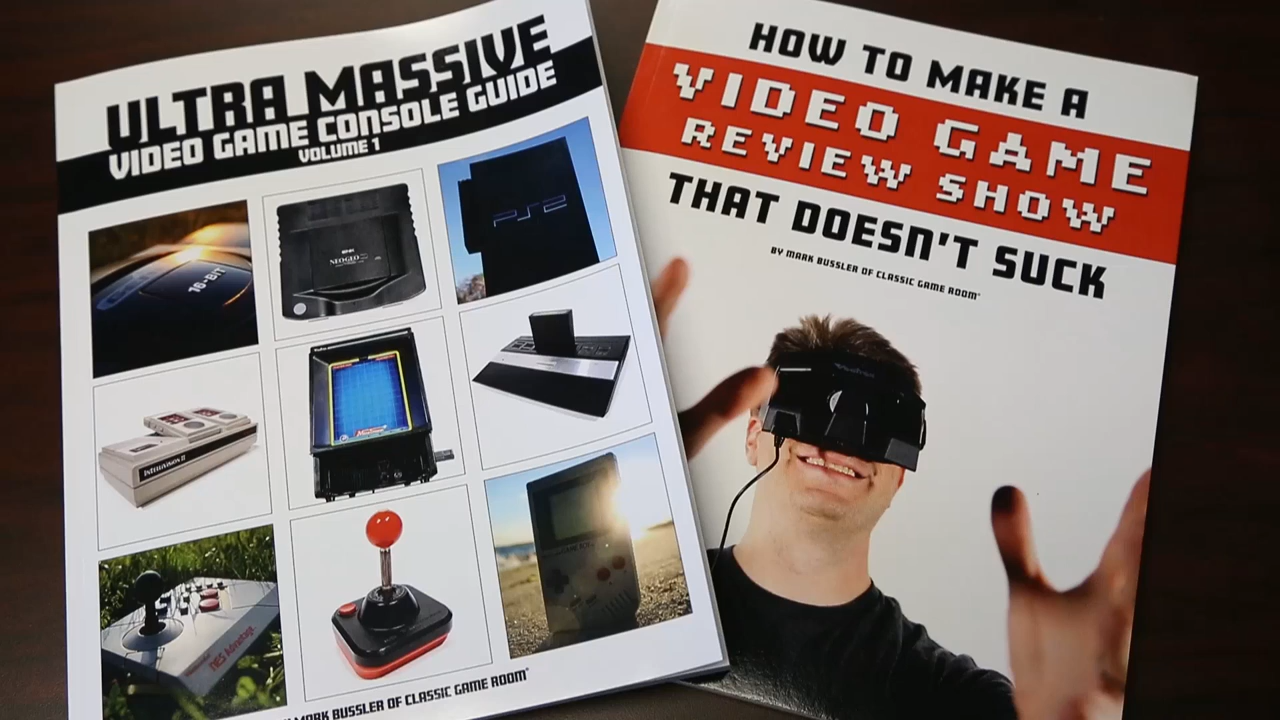 ULTRA MASSIVE
VIDEO GAME CONSOLE GUIDE
VOLUME 1
16-BIT
NEO GEO
PS2
INTELLIVISION II
NES Advantage
MARK BUSSLER OF CLASSIC GAME ROOM
HOW TO MAKE A
VIDEO GAME
REVIEW SHOW
THAT DOESN'T SUCK
BY MARK BUSSLER OF CLASSIC GAME ROOM